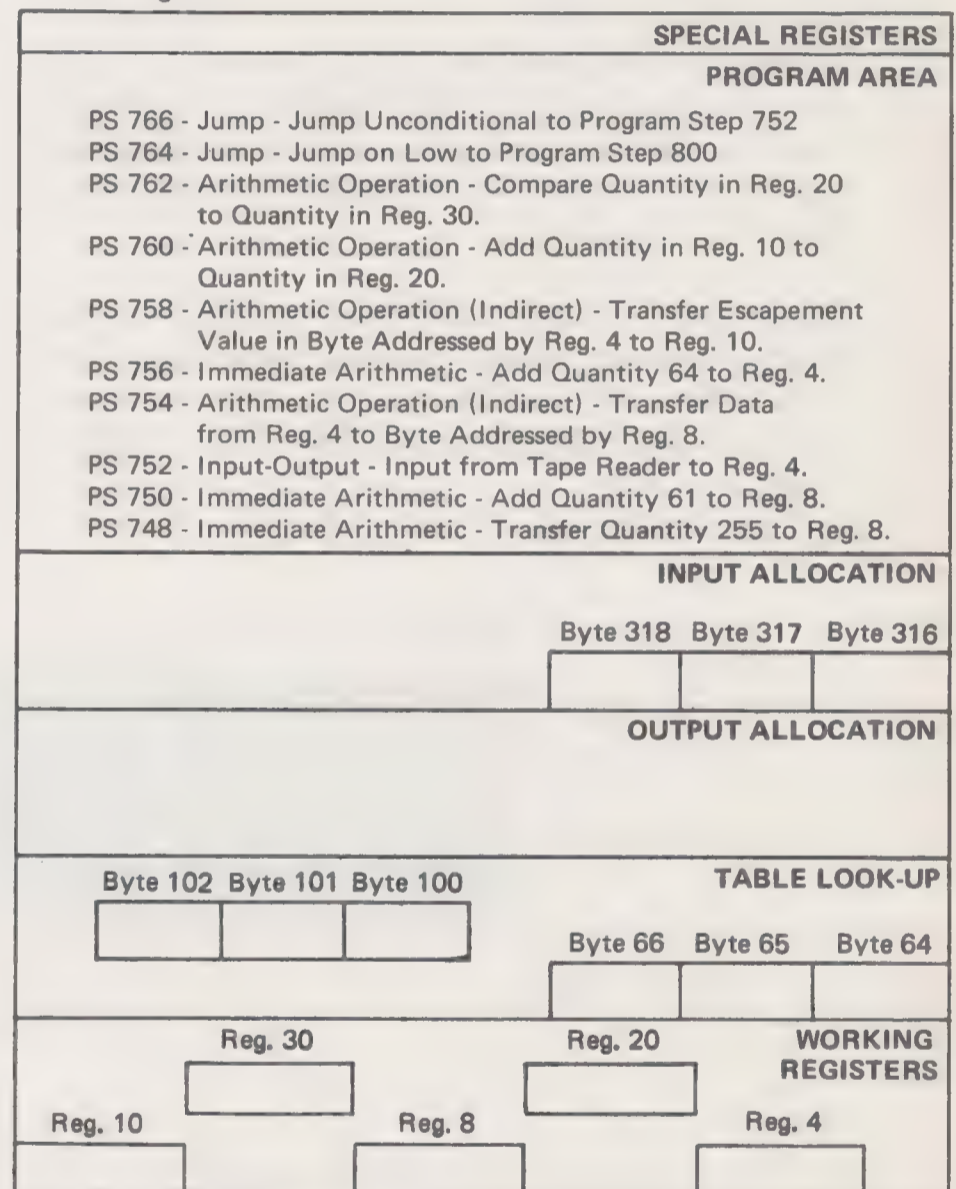 SPECIAL REGISTERS
PROGRAM AREA
PS 766 - Jump - Jump Unconditional to Program Step 752
PS 764 - Jump - Jump on Low to Program Step 800
PS 762 - Arithmetic Operation - Compare Quantity in Reg. 20
to Quantity in Reg. 30.
PS 760 - Arithmetic Operation - Add Quantity in Reg. 10 to
Quantity in Reg. 20.
PS 758 - Arithmetic Operation (Indirect) - Transfer Escapement
Value in Byte Addressed by Reg. 4 to Reg. 10.
PS 756 - Immediate Arithmetic - Add Quantity 64 to Reg. 4.
PS 754 - Arithmetic Operation (Indirect) - Transfer Data
from Reg. 4 to Byte Addressed by Reg. 8.
PS 752 - Input-Output - Input from Tape Reader to Reg. 4.
PS 750 - Immediate Arithmetic - Add Quantity 61 to Reg. 8.
PS 748 - Immediate Arithmetic - Transfer Quantity 255 to Reg. 8.
INPUT ALLOCATION
Byte 318 Byte 317 Byte 316
OUTPUT ALLOCATION
Byte 102 Byte 101 Byte 100 TABLE LOOK-UP
Byte 66 Byte 65 Byte 64
Reg. 30 Reg. 20 WORKING
REGISTERS
Reg. 10 Reg. 8 Reg. 4